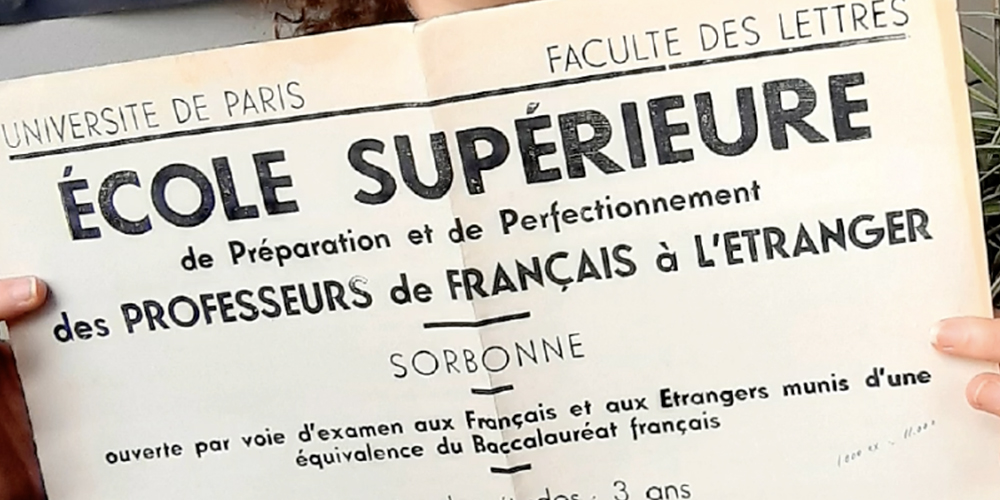 UNIVERSITE DE PARIS FACULTE DES LETTRES
ÉCOLE SUPÉRIEURE
de Préparation et de Perfectionnement
des PROFESSEURS de FRANÇAIS à L'ETRANGER
SORBONNE
ouverte par voie d'examen aux Français et aux Etrangers munis d'une
équivalence du Baccalauréat français
3 ans